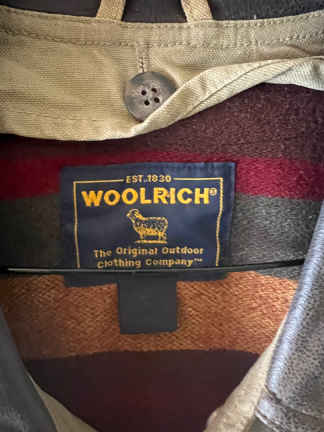 EST. 1830
WOOLRICH®
The Original Outdoor
Clothing Company™